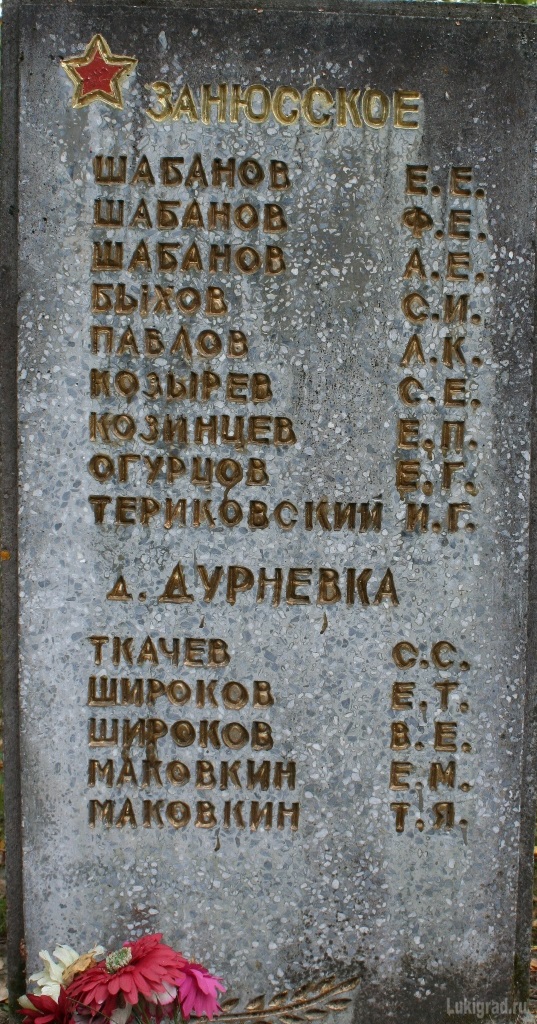 ЗАНЮССКОЕ
ШАБАНОВ Е.Е.
ШАБАНОВ Ф.Е.
ШАБАНОВ А.Е.
БЫХОВ С.И.
ПАВЛОВ Л.К.
КОЗЫРЕВ С.Е.
КОЗИНЦЕВ Е.П.
ОГУРЦОВ Е.Г.
ТЕРИКОВСКИЙ И.Г.
д. ДУРНЕВКА
ТКАЧЕВ С.С.
ШИРОКОВ Е.Т.
ШИРОКОВ В.Е.
МАКОВКИН Е.М.
МАКОВКИН Т.Я.
Lukigrad.ru